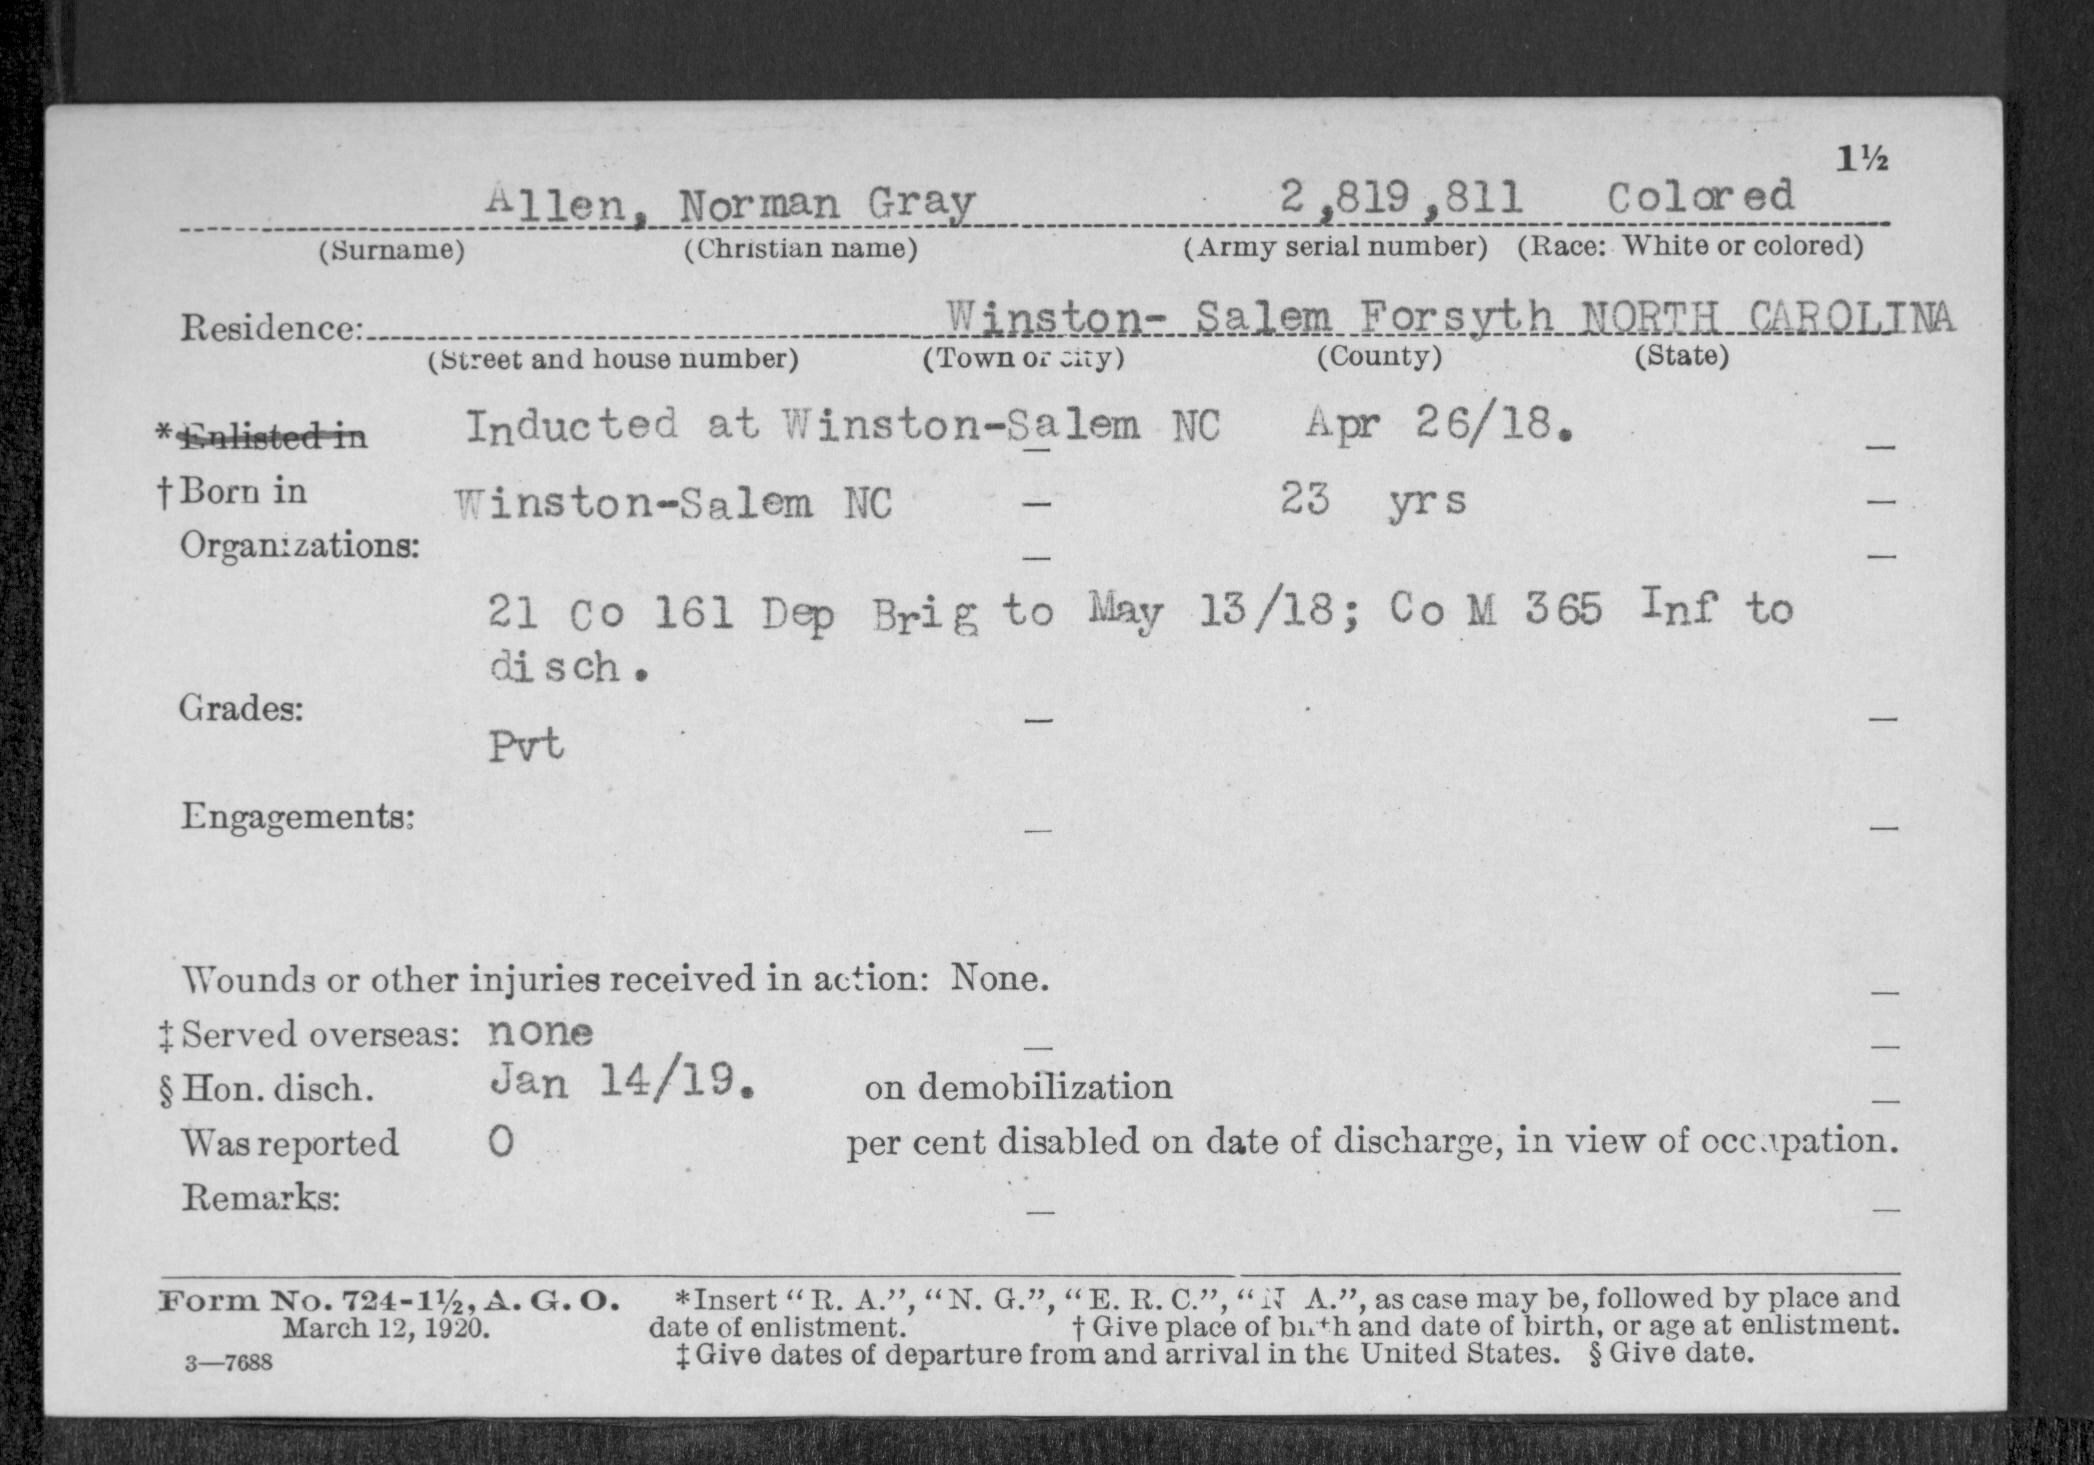 1½
Allen, Norman Gray 2,819,811 Colored
(Surname) (Christian name) (Army serial number) (Race: White or colored)
Residence: Winston- Salem Forsyth NORTH CAROLINA
(Street and house number) (Town or city) (County) (State)
*Enlisted in Inducted at Winston-Salem NC Apr 26/18.
†Born in Winston-Salem NC 23 yrs
Organizations:
21 Co 161 Dep Brig to May 13/18; Co M 365 Inf to
disch.
Grades:
Pvt
Engagements:
Wounds or other injuries received in action: None.
‡Served overseas: none
§Hon. disch. Jan 14/19. on demobilization
Was reported 0 per cent disabled on date of discharge, in view of occupation.
Remarks:
Form No. 724-1½, A. G. O. *Insert "R. A.", "N. G.", "E. R. C.", "N A.", as case may be, followed by place and
March 12, 1920. date of enlistment. †Give place of birth and date of birth, or age at enlistment.
3—7688 ‡Give dates of departure from and arrival in the United States. §Give date.